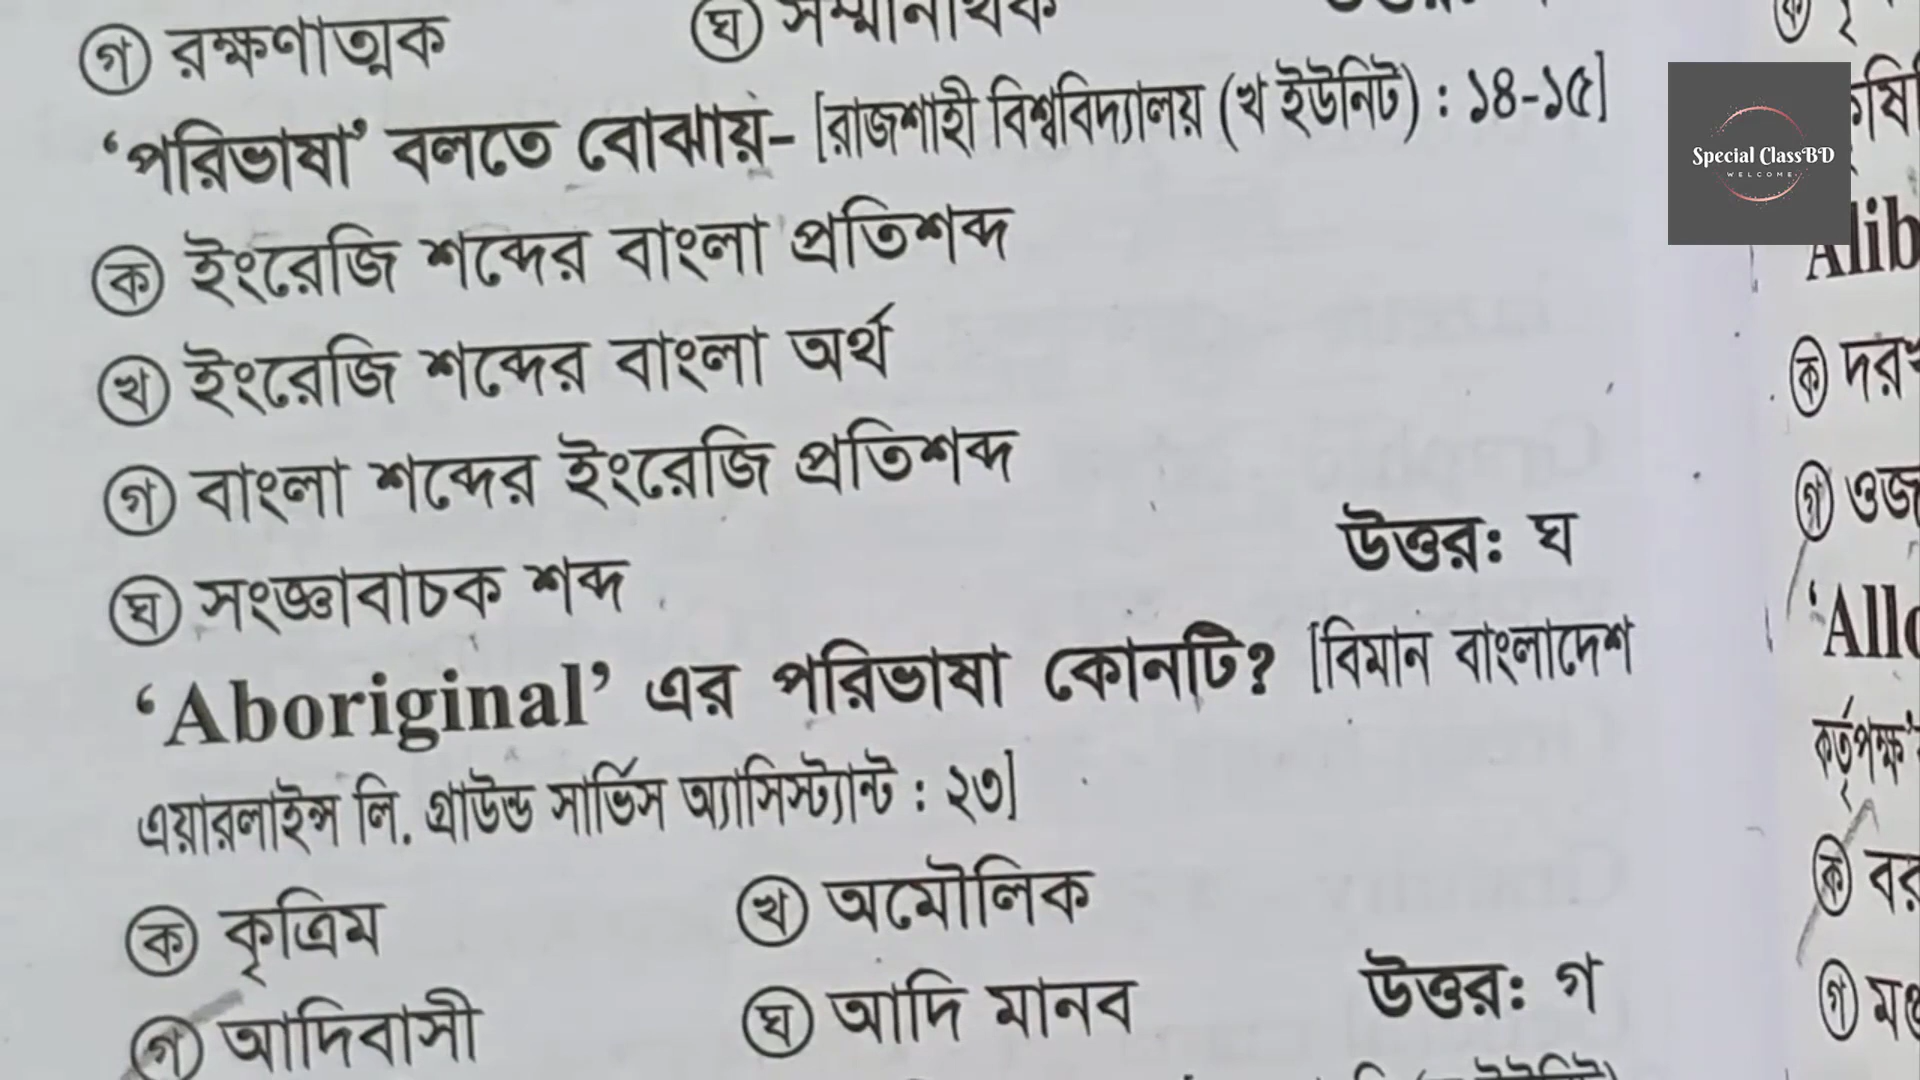 গ রক্ষণাত্মক
ঘ সম্মানার্থক
‘পরিভাষা’ বলতে বোঝায়- [রাজশাহী বিশ্ববিদ্যালয় (খ ইউনিট) : ১৪-১৫]
ক ইংরেজি শব্দের বাংলা প্রতিশব্দ
খ ইংরেজি শব্দের বাংলা অর্থ
গ বাংলা শব্দের ইংরেজি প্রতিশব্দ
ঘ সংজ্ঞাবাচক শব্দ
উত্তর: ঘ
‘Aboriginal’ এর পরিভাষা কোনটি? [বিমান বাংলাদেশ
এয়ারলাইন্স লি. গ্রাউন্ড সার্ভিস অ্যাসিস্ট্যান্ট : ২৩]
ক কৃত্রিম
খ অমৌলিক
গ আদিবাসী
ঘ আদি মানব
উত্তর: গ
Special ClassBD
WELCOME
ক
গ
কর্তৃপক্ষ
ক
গ